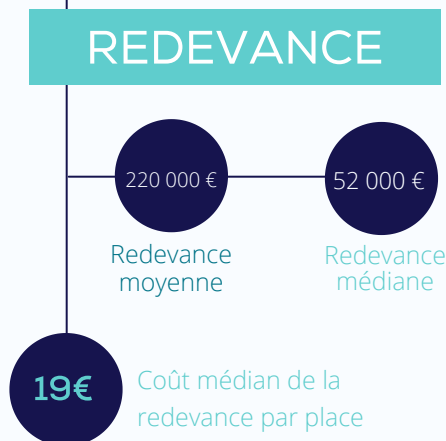 REDEVANCE
220 000 €
52 000 €
Redevance
moyenne
Redevance
médiane
19€
Coût médian de la
redevance par place